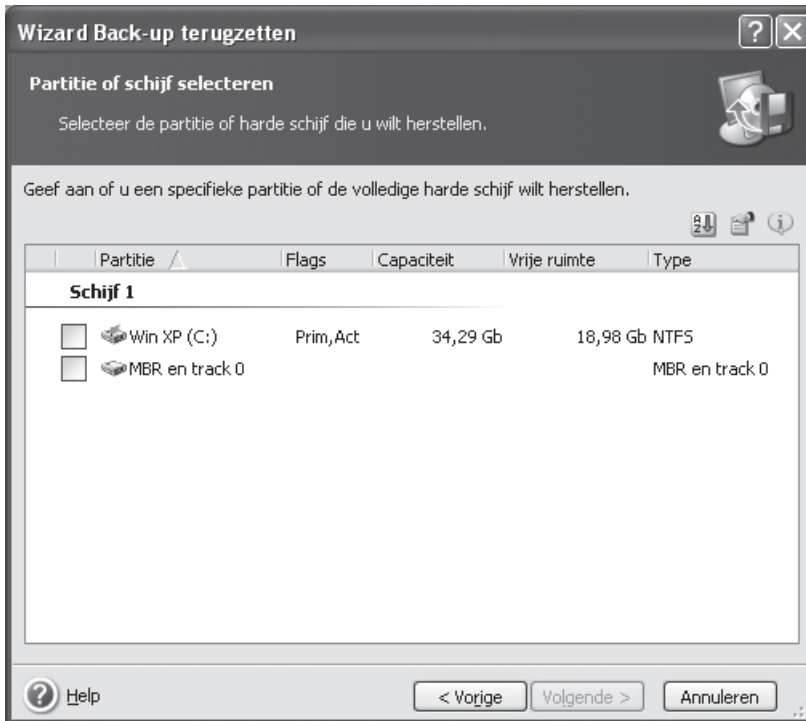 Wizard Back-up terugzetten
Partitie of schijf selecteren
Selecteer de partitie of harde schijf die u wilt herstellen.
Geef aan of u een specifieke partitie of de volledige harde schijf wilt herstellen.
Partitie Flags Capaciteit Vrije ruimte Type
Schijf 1
Win XP (C:) Prim,Act 34,29 Gb 18,98 Gb NTFS
MBR en track 0 MBR en track 0
Help < Vorige Volgende > Annuleren